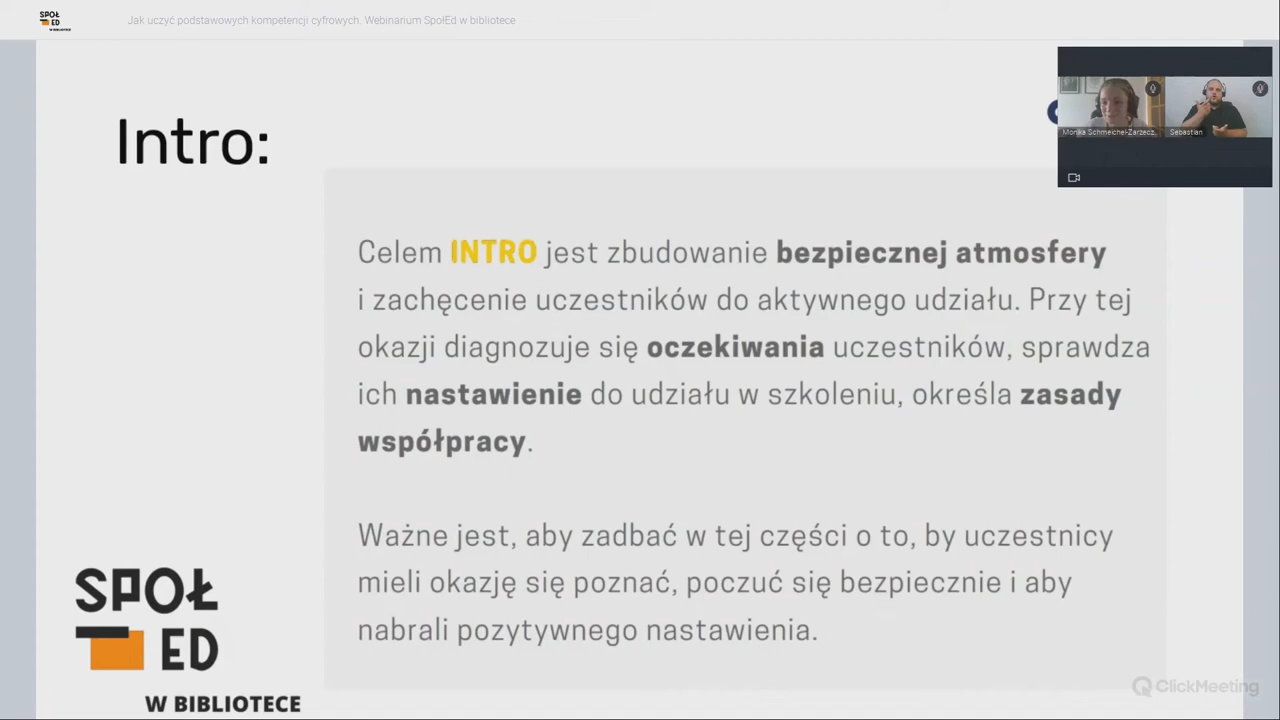 SPOŁ
ED
W BIBLIOTECE
Jak uczyć podstawowych kompetencji cyfrowych. Webinarium SpołEd w bibliotece
Monika Schmeichel-Zarzecz...
Sebastian
Intro:
Celem INTRO jest zbudowanie bezpiecznej atmosfery
i zachęcenie uczestników do aktywnego udziału. Przy tej
okazji diagnozuje się oczekiwania uczestników, sprawdza
ich nastawienie do udziału w szkoleniu, określa zasady
współpracy.
Ważne jest, aby zadbać w tej części o to, by uczestnicy
mieli okazję się poznać, poczuć się bezpiecznie i aby
nabrali pozytywnego nastawienia.
SPOŁ
ED
W BIBLIOTECE
ClickMeeting